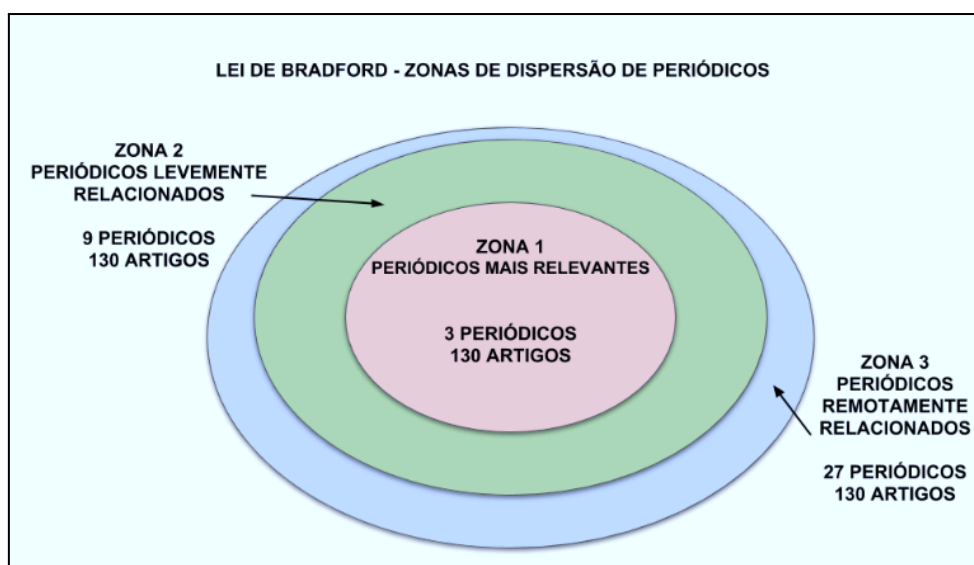 LEI DE BRADFORD - ZONAS DE DISPERSÃO DE PERIÓDICOS
ZONA 2
PERIÓDICOS LEVEMENTE
RELACIONADOS
9 PERIÓDICOS
130 ARTIGOS
ZONA 1
PERIÓDICOS MAIS RELEVANTES
3 PERIÓDICOS
130 ARTIGOS
ZONA 3
PERIÓDICOS
REMOTAMENTE
RELACIONADOS
27 PERIÓDICOS
130 ARTIGOS